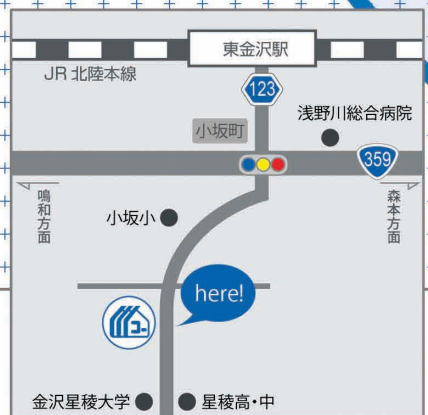 東金沢駅
JR 北陸本線
123
浅野川総合病院
小坂町
359
鳴和方面
森本方面
小坂小
here!
コー
金沢星稜大学
星稜高・中